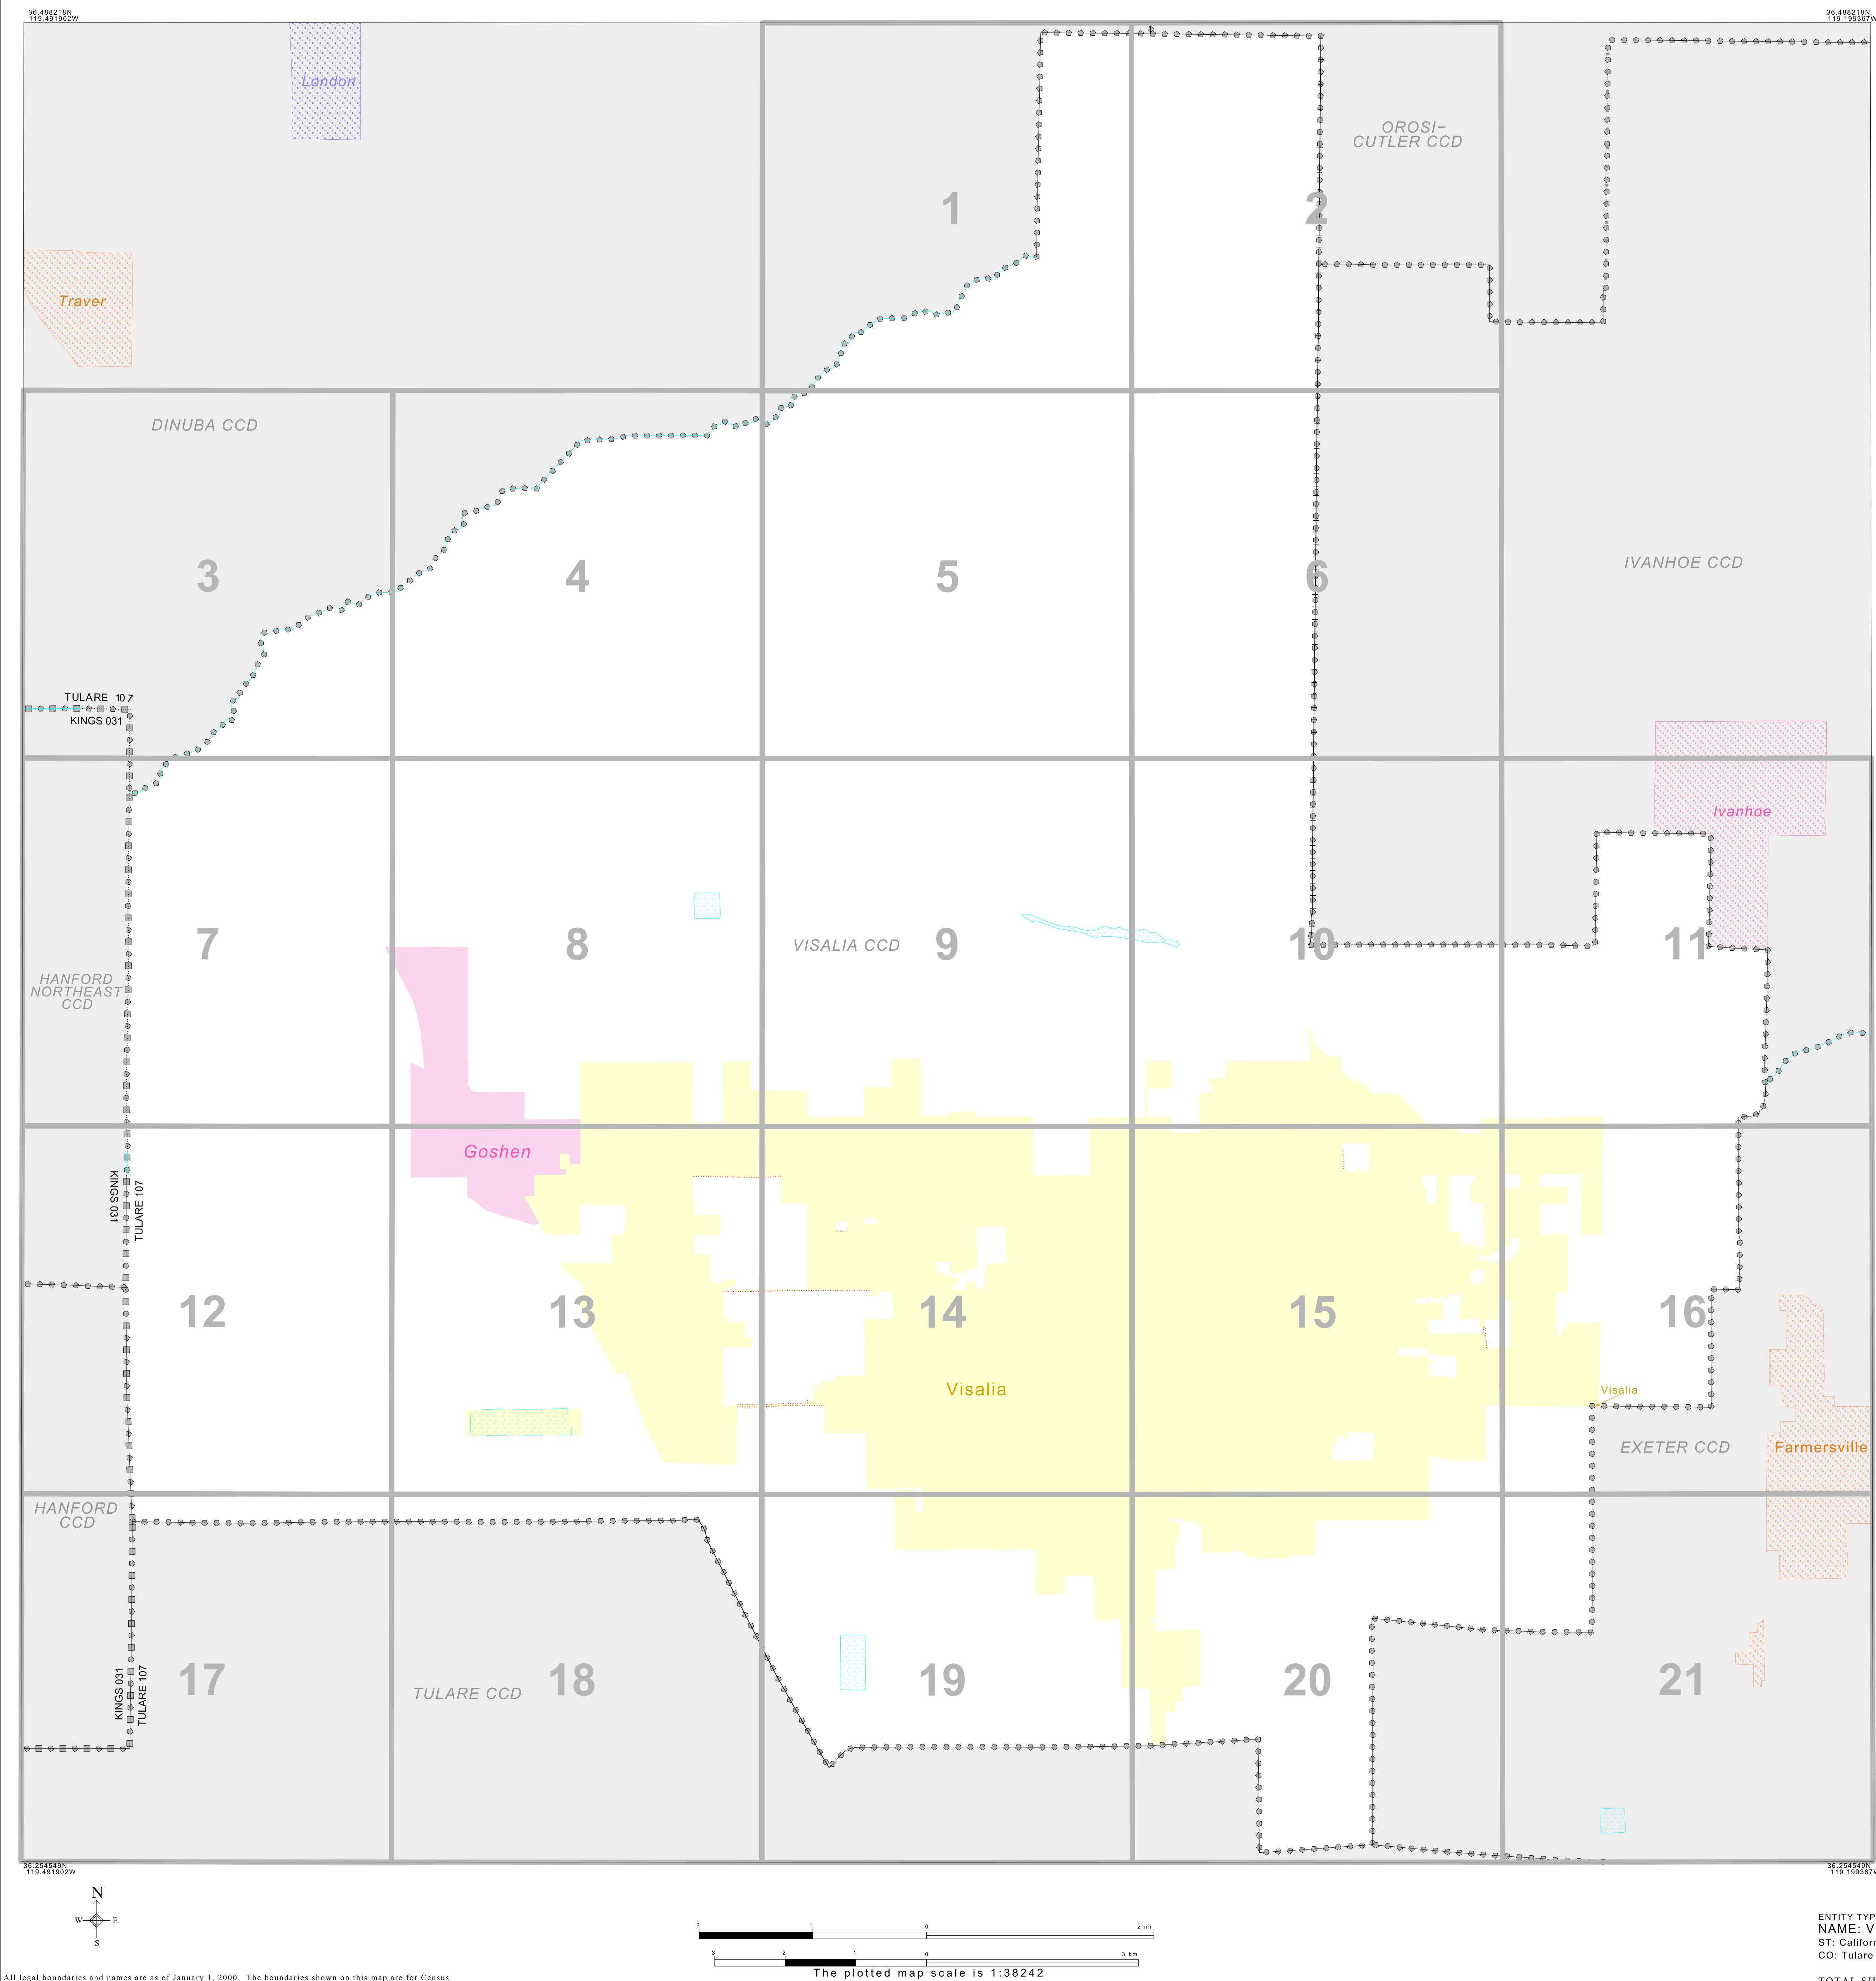 36.488218N
119.491902W
36.488218N
119.199367W
London
OROSI-
CUTLER CCD
1
2
Traver
DINUBA CCD
IVANHOE CCD
3
4
5
6
TULARE 107
KINGS 031
Ivanhoe
7
8
VISALIA CCD
9
10
11
HANFORD
NORTHEAST
CCD
Goshen
KINGS 031
TULARE 107
12
13
14
15
16
Visalia
Visalia
EXETER CCD
Farmersville
HANFORD
CCD
KINGS 031
TULARE 107
17
TULARE CCD
18
19
20
21
36.254549N
119.491902W
36.254549N
119.199367W
N
W E
S
2 1 0 2 mi
3 2 1 0 3 km
The plotted map scale is 1:38242
ENTITY TYP
NAME: V
ST: Califor
CO: Tulare
TOTAL SH
All legal boundaries and names are as of January 1, 2000. The boundaries shown on this map are for Census